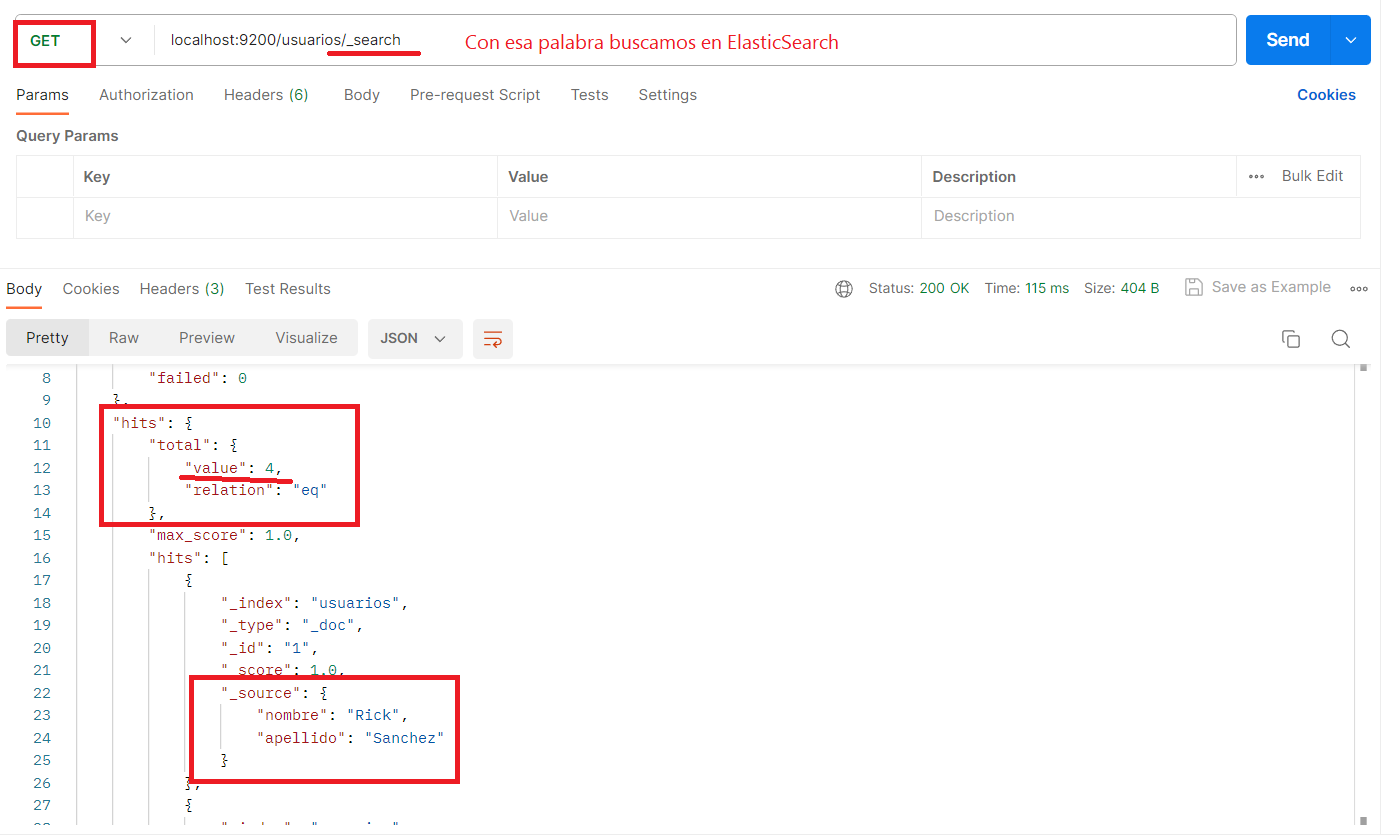 GET localhost:9200/usuarios/_search Con esa palabra buscamos en ElasticSearch Send
Params Authorization Headers (6) Body Pre-request Script Tests Settings Cookies
Query Params
Key Value Description ooo Bulk Edit
Key Value Description
Body Cookies Headers (3) Test Results Status: 200 OK Time: 115 ms Size: 404 B Save as Example ooo
Pretty Raw Preview Visualize JSON
8 "failed": 0
9 },
10 "hits": {
11 "total": {
12 "value": 4,
13 "relation": "eq"
14 },
15 "max_score": 1.0,
16 "hits": [
17 {
18 "_index": "usuarios",
19 "_type": "_doc",
20 "_id": "1",
21 "_score": 1.0,
22 "_source": {
23 "nombre": "Rick",
24 "apellido": "Sanchez"
25 }
26 },
27 {